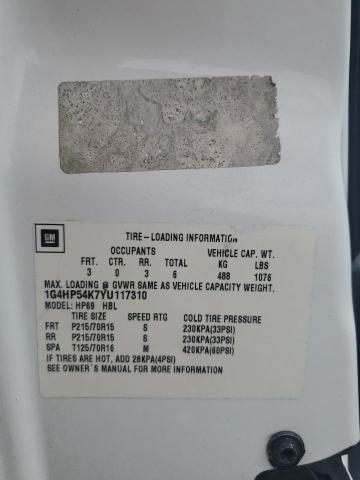 GM
TIRE-LOADING INFORMATION
OCCUPANTS VEHICLE CAP. WT.
FRT. CTR. RR. TOTAL KG LBS
3 0 3 6 488 1076
MAX. LOADING @ GVWR SAME AS VEHICLE CAPACITY WEIGHT.
1G4HP54K7YU117310
MODEL: HP69 HBL
TIRE SIZE SPEED RTG COLD TIRE PRESSURE
FRT P215/70R15 S 230KPA(33PSI)
RR P215/70R15 S 230KPA(33PSI)
SPA T125/70R16 M 420KPA(60PSI)
IF TIRES ARE HOT, ADD 28KPA(4PSI)
SEE OWNER'S MANUAL FOR MORE INFORMATION